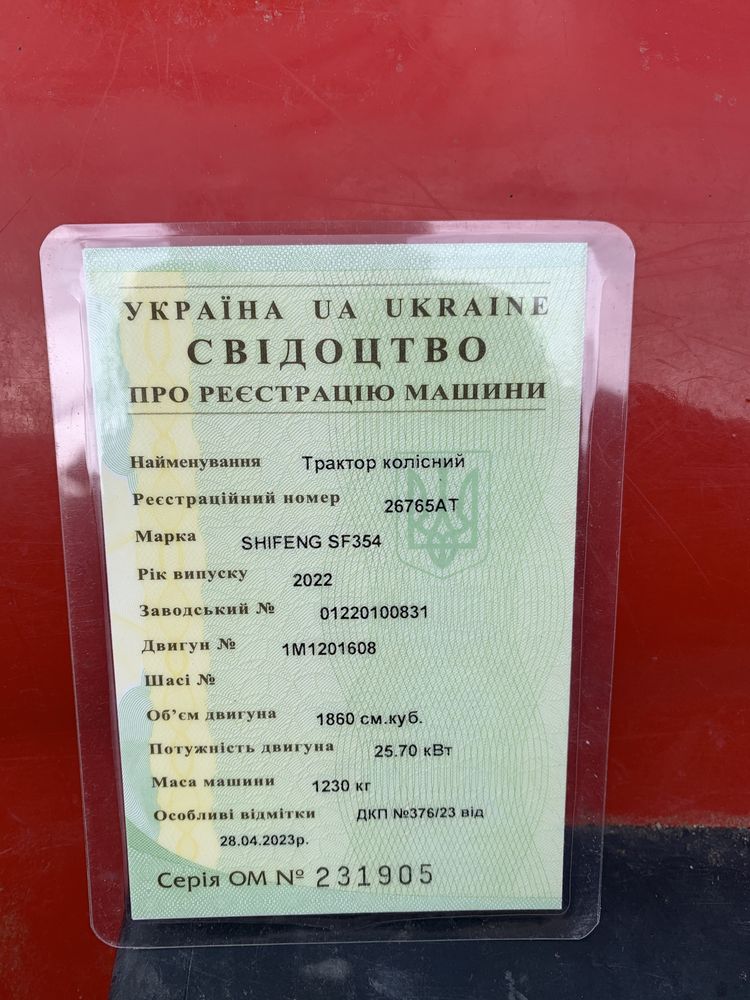 УКРАЇНА UA UKRAINE
СВІДОЦТВО
ПРО РЕЄСТРАЦІЮ МАШИНИ
Найменування Трактор колісний
Реєстраційний номер 26765АТ
Марка SHIFENG SF354
Рік випуску 2022
Заводський № 01220100831
Двигун № 1M1201608
Шасі №
Об'єм двигуна 1860 см.куб.
Потужність двигуна 25.70 кВт
Маса машини 1230 кг
Особливі відмітки ДКП №376/23 від
28.04.2023р.
Серія ОМ № 231905